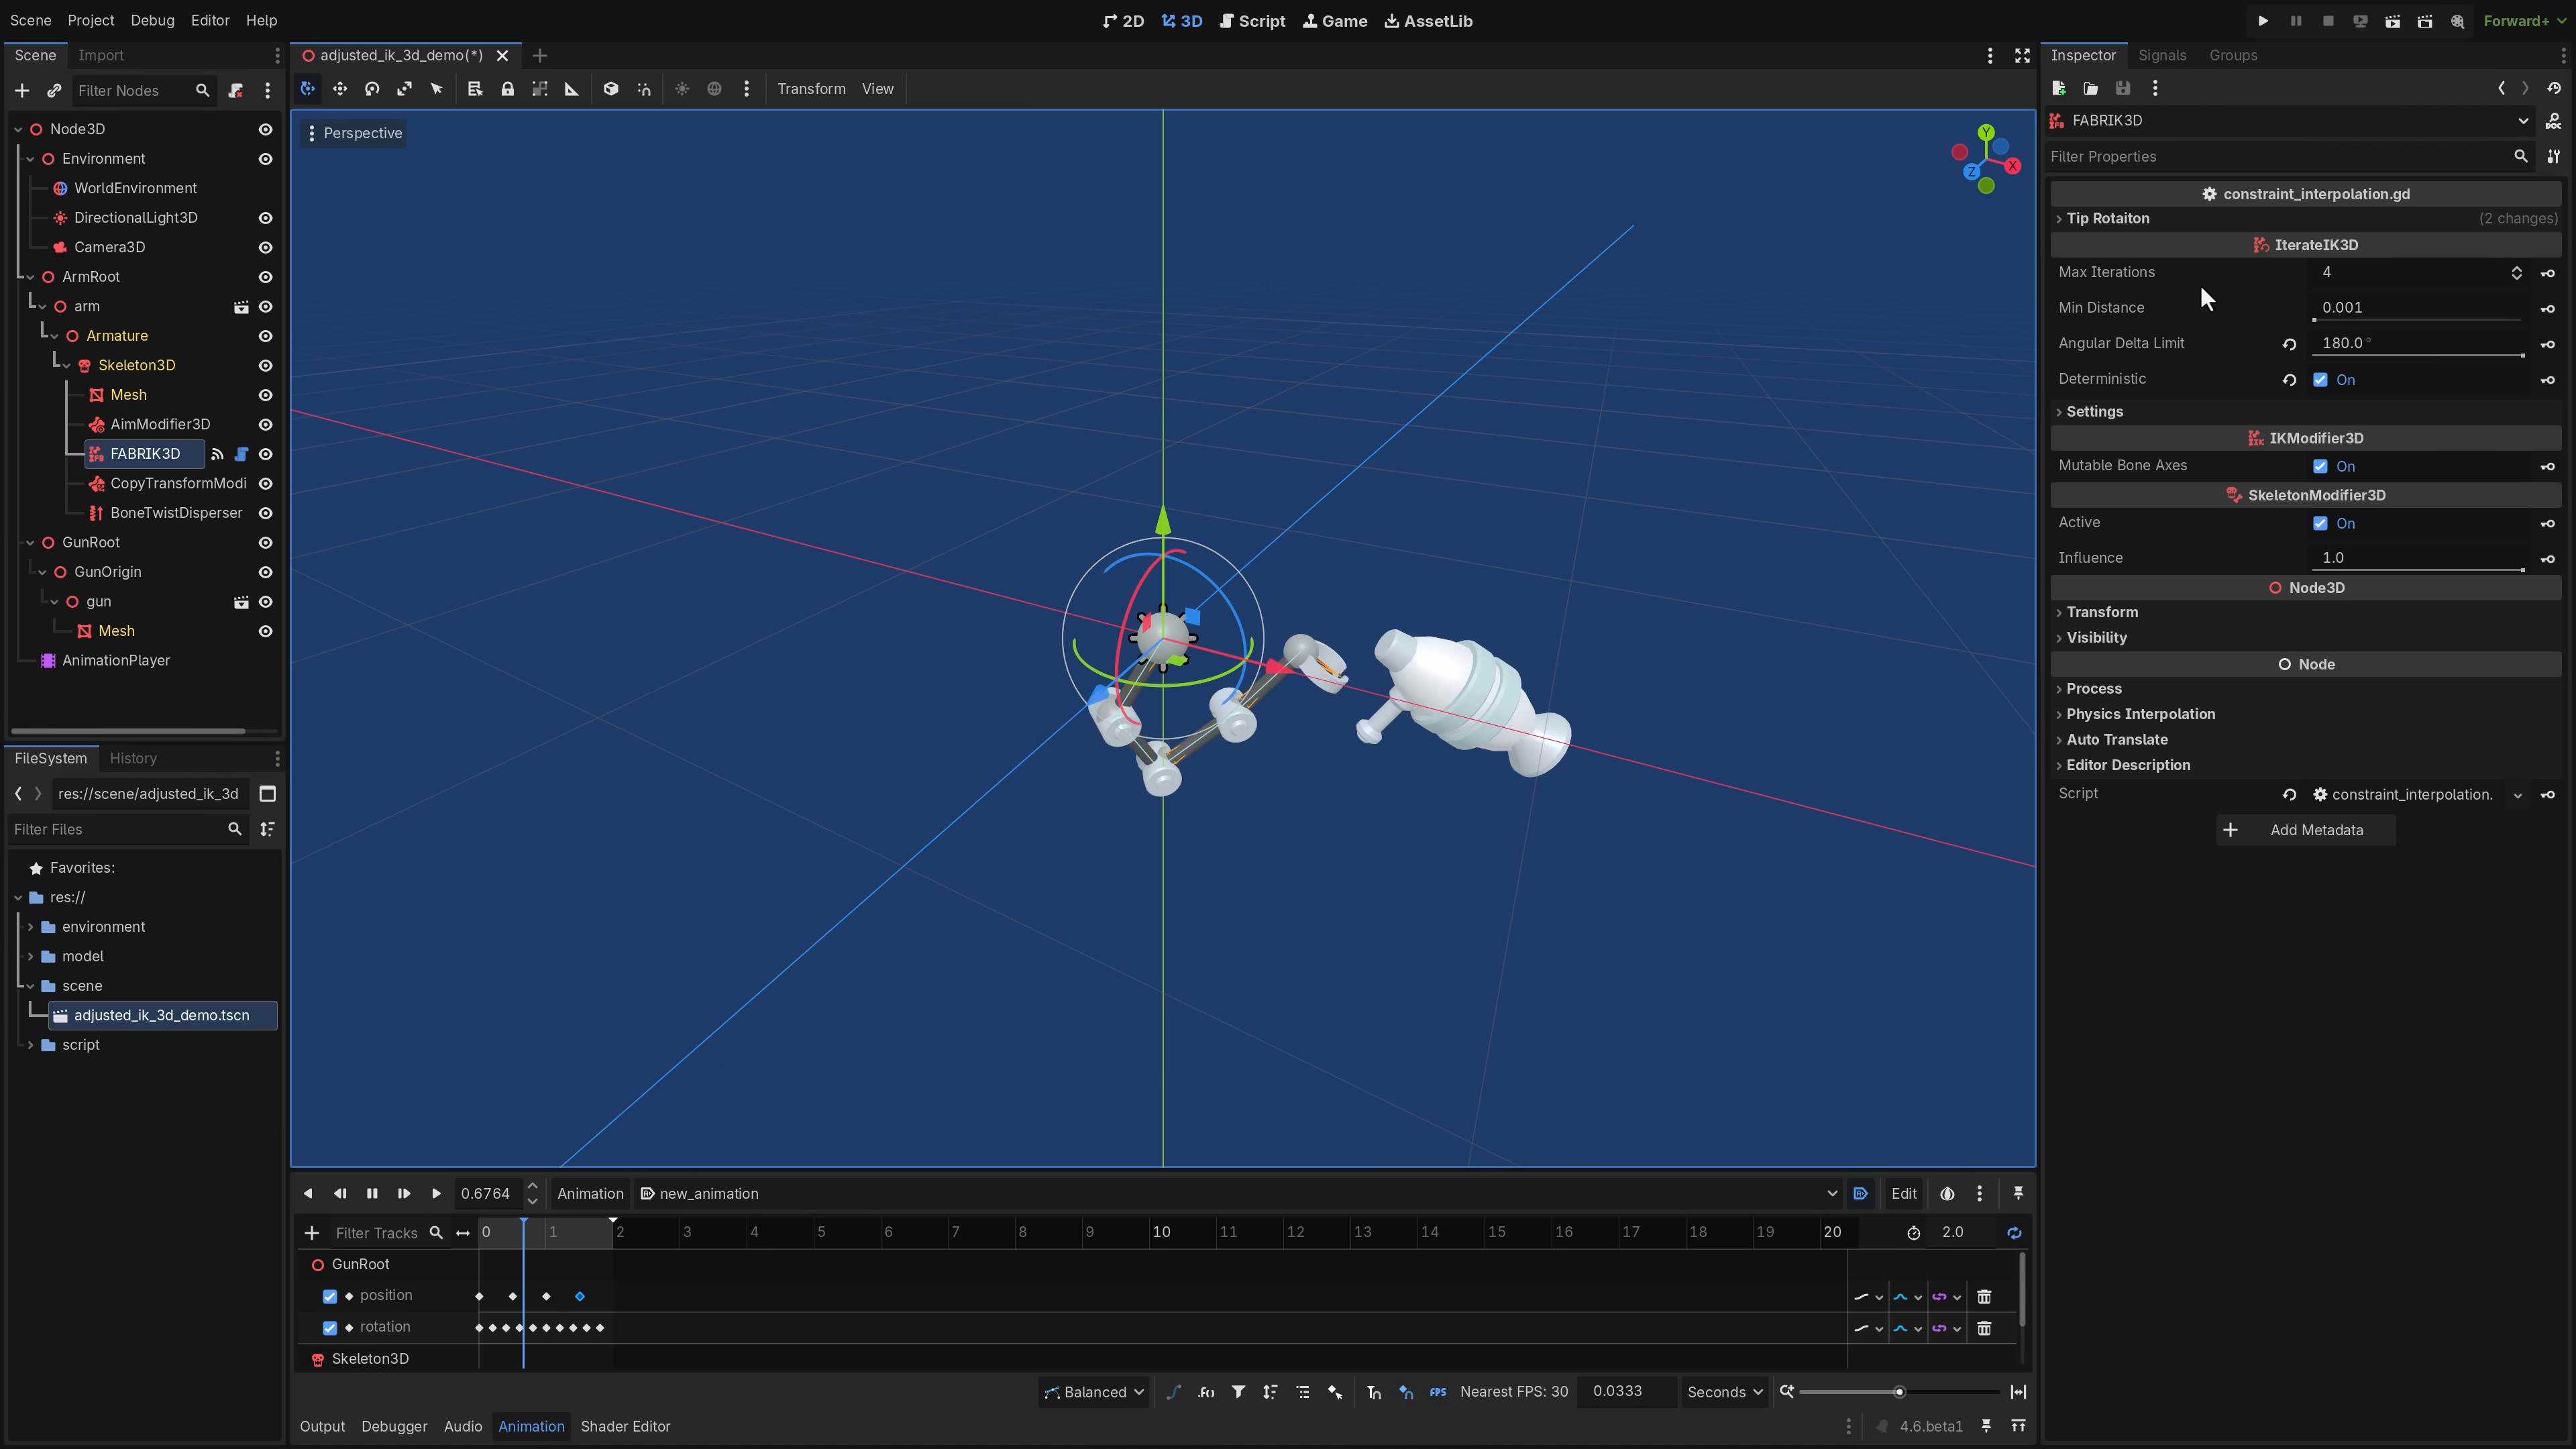 Scene Project Debug Editor Help
2D 3D Script Game AssetLib
Forward+
Scene Import
Filter Nodes
Node3D
Environment
WorldEnvironment
DirectionalLight3D
Camera3D
ArmRoot
arm
Armature
Skeleton3D
Mesh
AimModifier3D
FABRIK3D
CopyTransformModi
BoneTwistDisperser
GunRoot
GunOrigin
gun
Mesh
AnimationPlayer
FileSystem History
res://scene/adjusted_ik_3d
Filter Files
Favorites:
res://
environment
model
scene
adjusted_ik_3d_demo.tscn
script
adjusted_ik_3d_demo(*)
Transform View
Perspective
Y
X
Z
0.6764 Animation new_animation Edit
Filter Tracks 0 1 2 3 4 5 6 7 8 9 10 11 12 13 14 15 16 17 18 19 20 2.0
GunRoot
position
rotation
Skeleton3D
Balanced .f() FPS Nearest FPS: 30 0.0333 Seconds
Output Debugger Audio Animation Shader Editor 4.6.beta1
Inspector Signals Groups
FABRIK3D
DOC
Filter Properties
constraint_interpolation.gd
Tip Rotaiton (2 changes)
IterateIK3D
Max Iterations 4
Min Distance 0.001
Angular Delta Limit 180.0°
Deterministic On
Settings
IKModifier3D
Mutable Bone Axes On
SkeletonModifier3D
Active On
Influence 1.0
Node3D
Transform
Visibility
Node
Process
Physics Interpolation
Auto Translate
Editor Description
Script constraint_interpolation.
Add Metadata